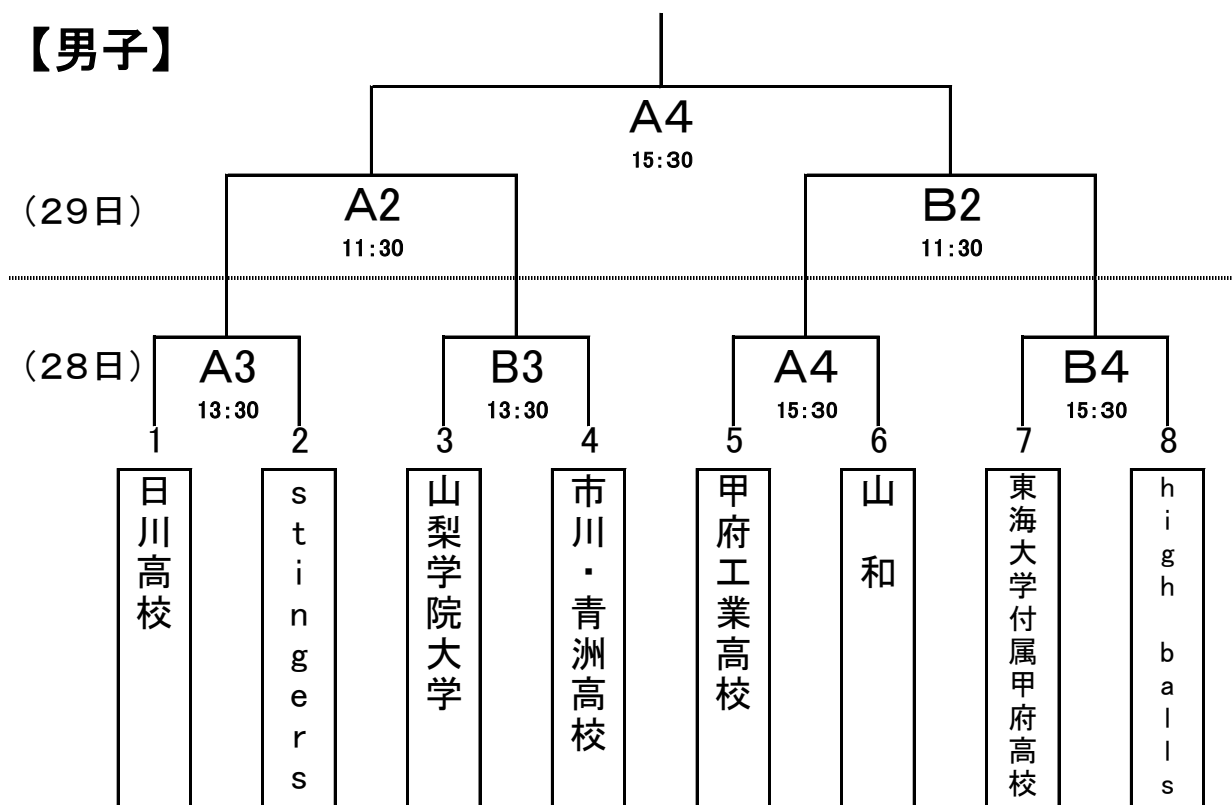 【男子】
A4
15:30
(29日)
A2
11:30
B2
11:30
(28日)
A3
13:30
B3
13:30
A4
15:30
B4
15:30
1
2
3
4
5
6
7
8
日川高校
stingers
山梨学院大学
市川・青洲高校
甲府工業高校
山 和
東海大学付属甲府高校
high balls